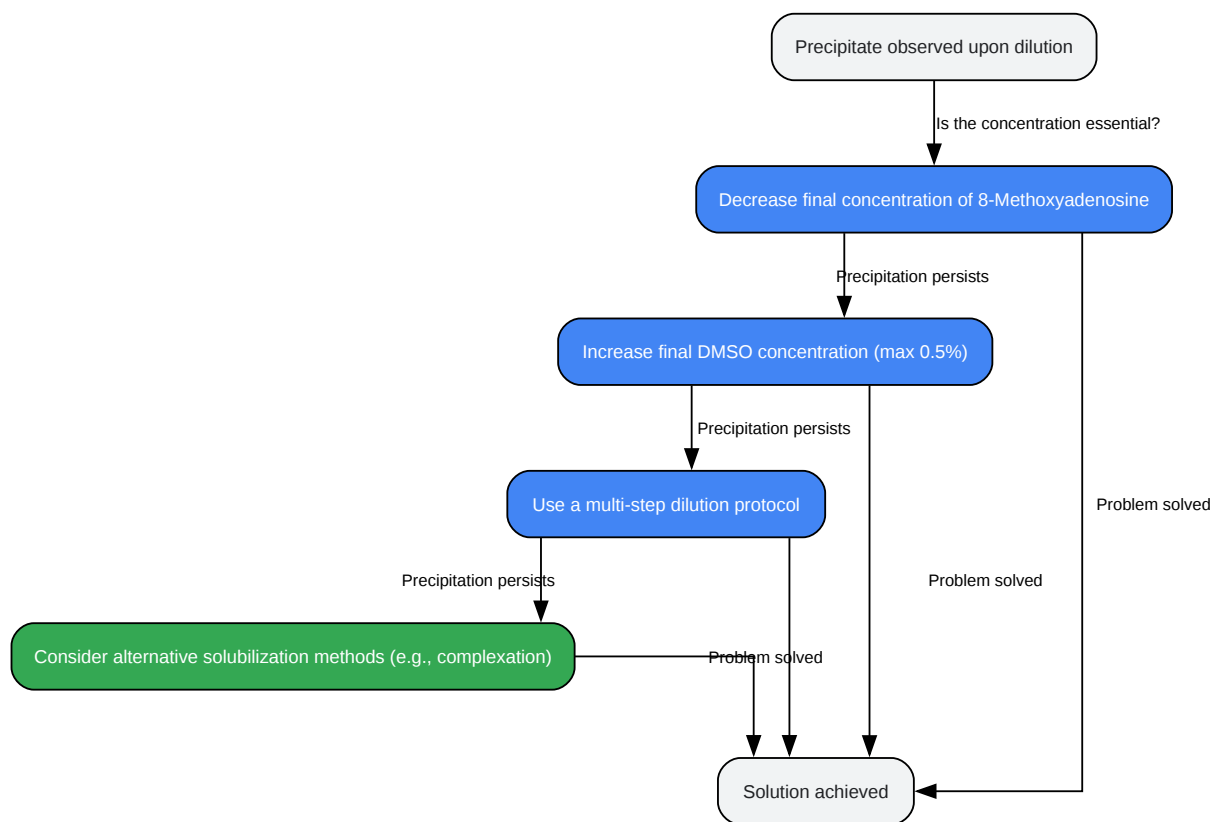 Precipitate observed upon dilution
Is the concentration essential?
Decrease final concentration of 8-Methoxyadenosine
Precipitation persists
Increase final DMSO concentration (max 0.5%)
Precipitation persists
Use a multi-step dilution protocol
Problem solved
Precipitation persists
Problem solved
Consider alternative solubilization methods (e.g., complexation)
Problem solved
Solution achieved